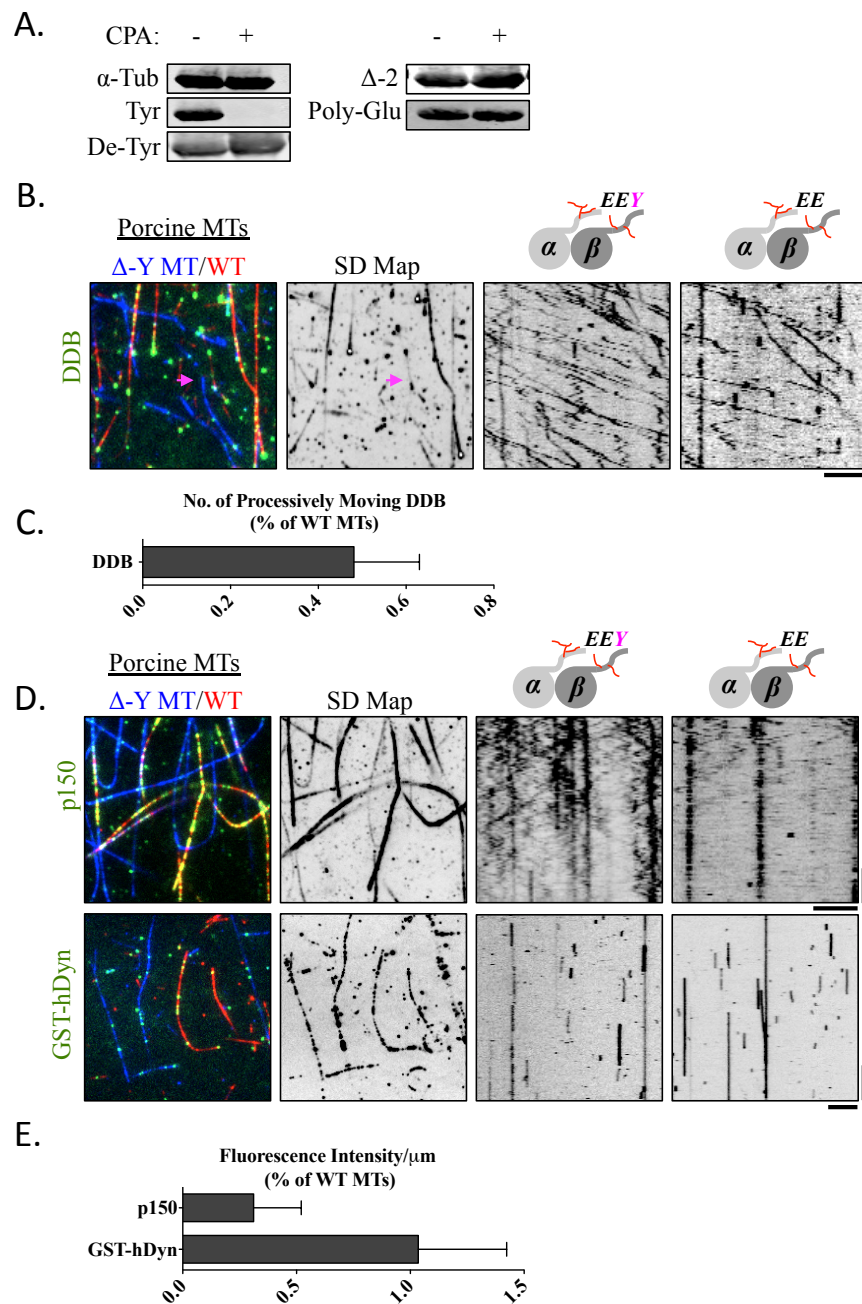 A.
CPA: - +
α-Tub
Tyr
De-Tyr
- +
Δ-2
Poly-Glu
B.
Porcine MTs
Δ-Y MT/WT
SD Map
EEY
α β
EE
α β
DDB
C.
No. of Processively Moving DDB
(% of WT MTs)
DDB
0.0 0.2 0.4 0.6 0.8
D.
Porcine MTs
Δ-Y MT/WT
SD Map
EEY
α β
EE
α β
p150
GST-hDyn
E.
Fluorescence Intensity/μm
(% of WT MTs)
p150
GST-hDyn
0.0 0.5 1.0 1.5